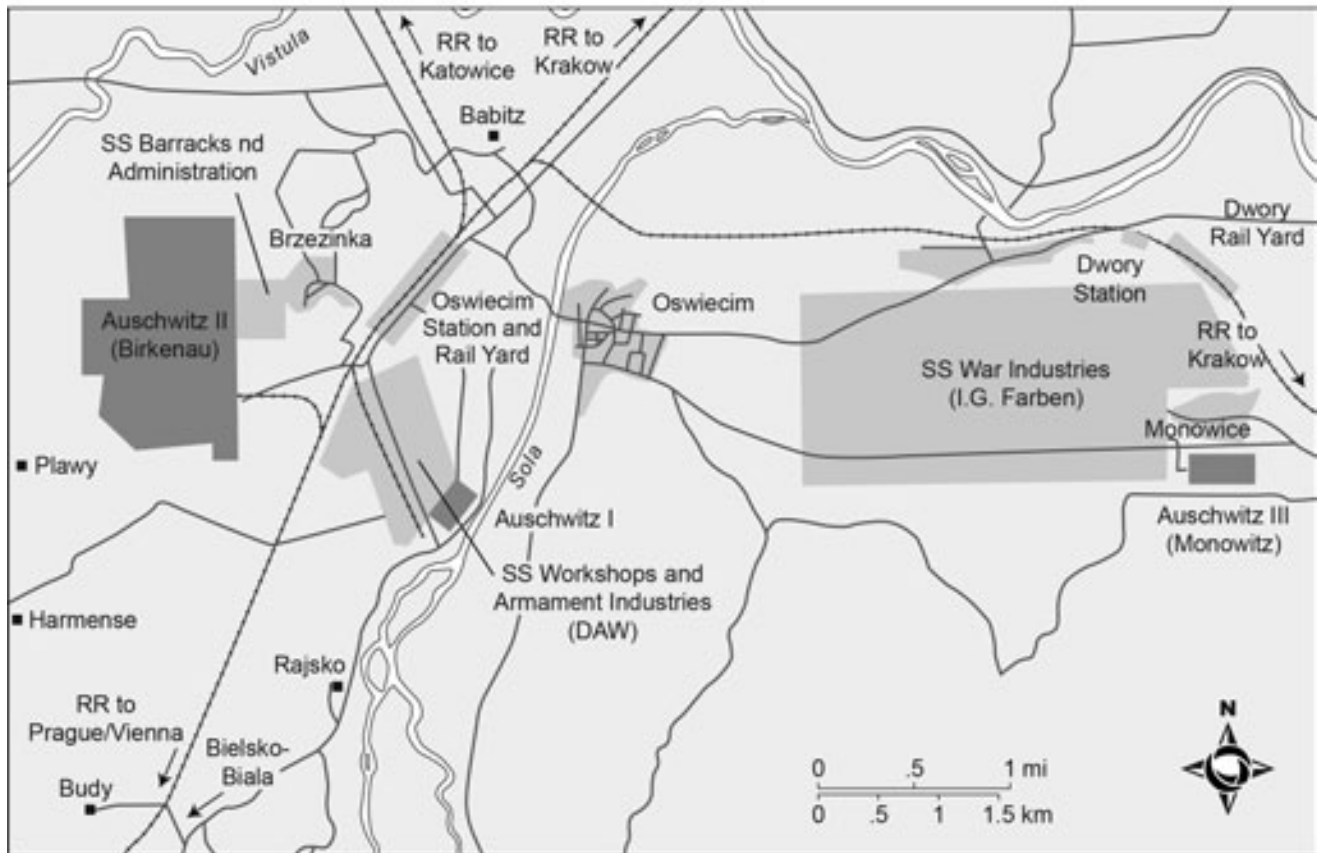 Vistula
RR to
Katowice
RR to
Krakow
Babitz
SS Barracks nd
Administration
Brzezinka
Dwory
Rail Yard
Dwory
Station
Auschwitz II
(Birkenau)
Oswiecim
Station and
Rail Yard
Oswiecim
SS War Industries
(I.G. Farben)
RR to
Krakow
Monowice
Plawy
Sola
Auschwitz I
Auschwitz III
(Monowitz)
SS Workshops and
Armament Industries
(DAW)
Harmense
Rajsko
RR to
Prague/Vienna
Bielsko-
Biala
Budy
N
0 .5 1 mi
0 .5 1 1.5 km